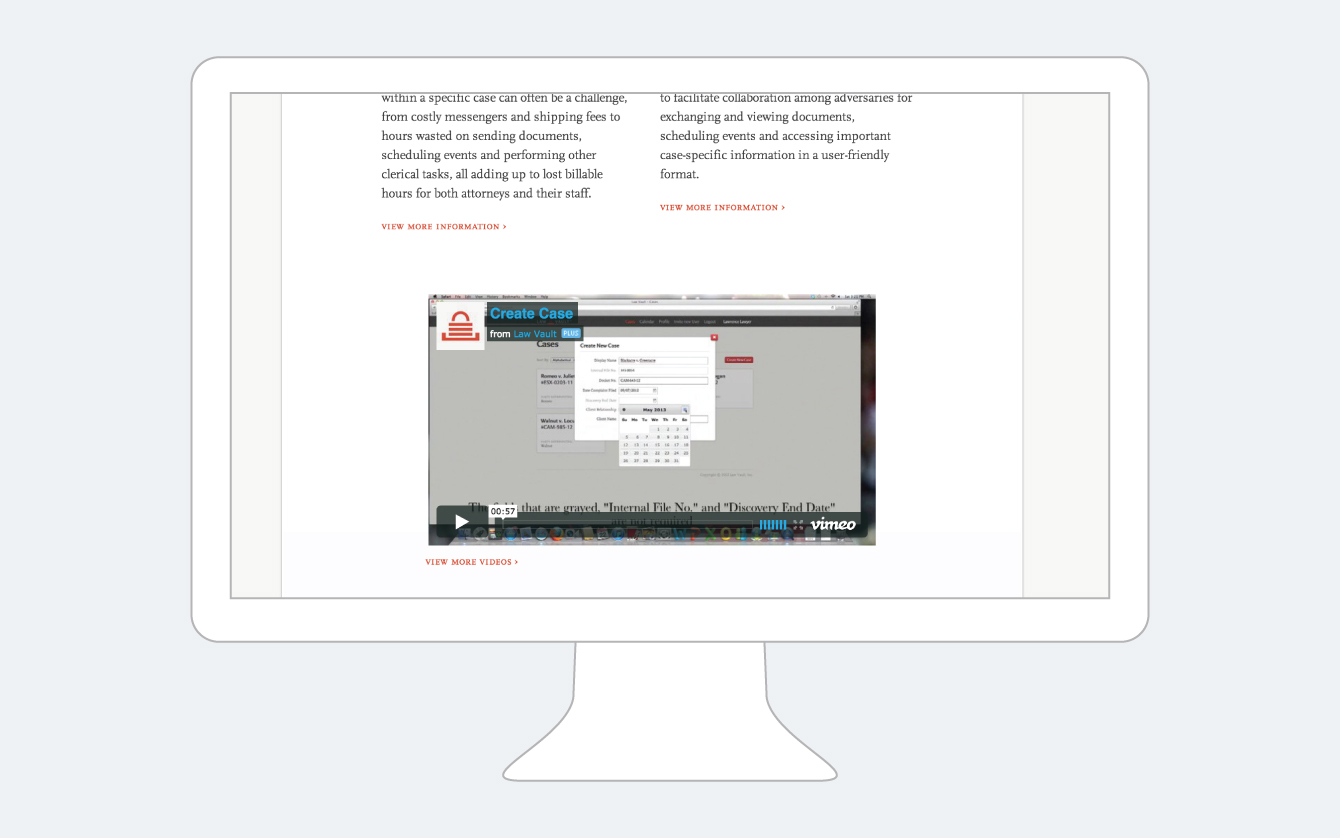 within a specific case can often be a challenge,
from costly messengers and shipping fees to
hours wasted on sending documents,
scheduling events and performing other
clerical tasks, all adding up to lost billable
hours for both attorneys and their staff.
VIEW MORE INFORMATION ›
to facilitate collaboration among adversaries for
exchanging and viewing documents,
scheduling events and accessing important
case-specific information in a user-friendly
format.
VIEW MORE INFORMATION ›
Create Case
from Law Vault PLUS
Cases
Create New Case
Display Name
Docket No.
May 2013
Su Mo Tu We Th Fr Sa
1 2 3 4
5 6 7 8 9 10 11
12 13 14 15 16 17 18
19 20 21 22 23 24 25
26 27 28 29 30 31
that are grayed, "Internal File No." and "Discovery End Date"
are not required
00:57
vimeo
VIEW MORE VIDEOS ›